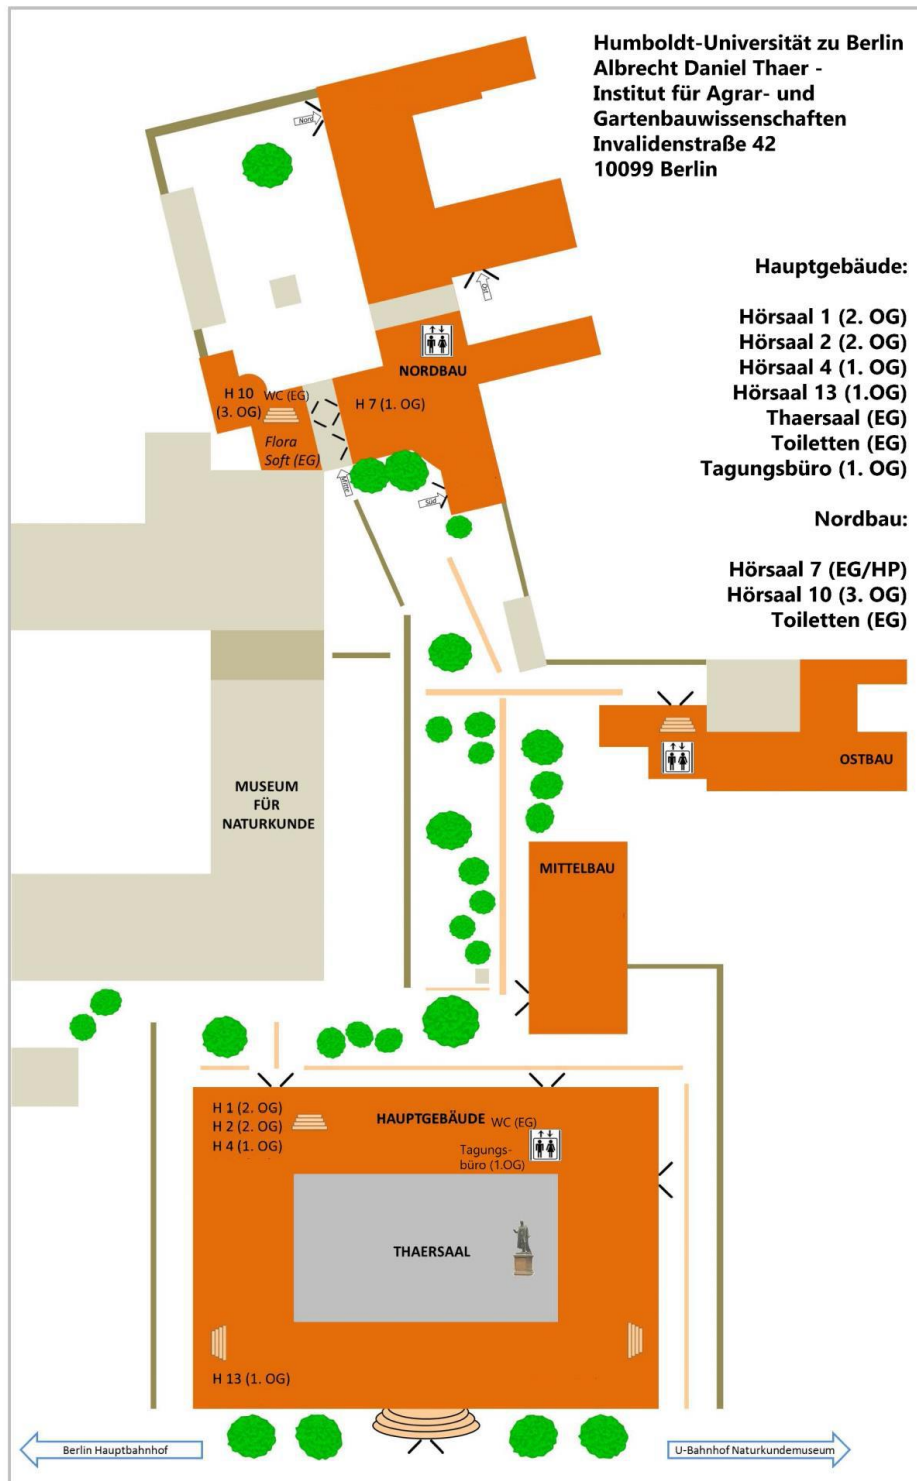 Humboldt-Universität zu Berlin
Albrecht Daniel Thaer -
Institut für Agrar- und
Gartenbauwissenschaften
Invalidenstraße 42
10099 Berlin
Hauptgebäude:
Hörsaal 1 (2. OG)
Hörsaal 2 (2. OG)
Hörsaal 4 (1. OG)
Hörsaal 13 (1.OG)
Thaersaal (EG)
Toiletten (EG)
Tagungsbüro (1. OG)
Nordbau:
Hörsaal 7 (EG/HP)
Hörsaal 10 (3. OG)
Toiletten (EG)
Nord
Ost
NORDBAU
H 10
(3. OG)
WC (EG)
H 7 (1. OG)
Flora
Soft (EG)
Mitte
Süd
OSTBAU
MUSEUM
FÜR
NATURKUNDE
MITTELBAU
H 1 (2. OG)
H 2 (2. OG)
H 4 (1. OG)
HAUPTGEBÄUDE WC (EG)
Tagungs-
büro (1.OG)
THAERSAAL
H 13 (1. OG)
Berlin Hauptbahnhof
U-Bahnhof Naturkundemuseum